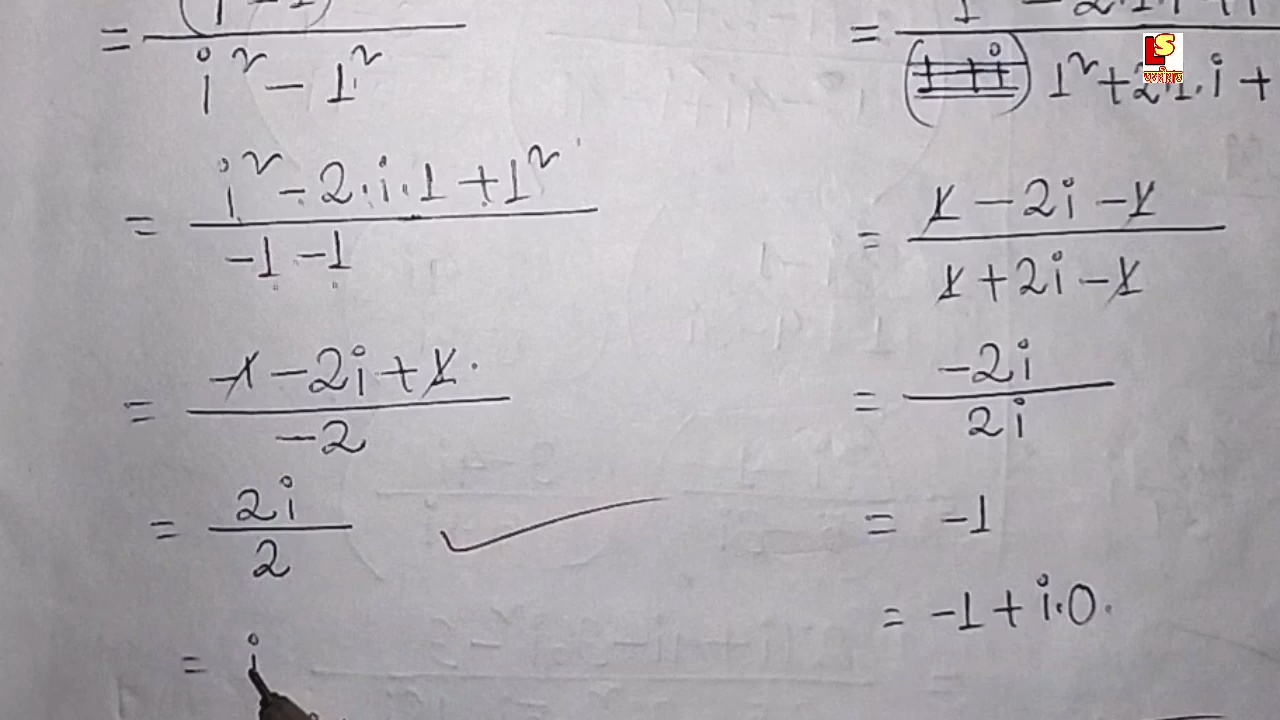 = (i - 1)
i² - 1²
= i² - 2·i·1 + 1²
-1 - 1
= -1 - 2i + 1
-2
= 2i
2
= i
=
1² + 2·1·i +
= 1 - 2i - 1
1 + 2i - 1
= -2i
2i
= -1
= -1 + i·0
LS